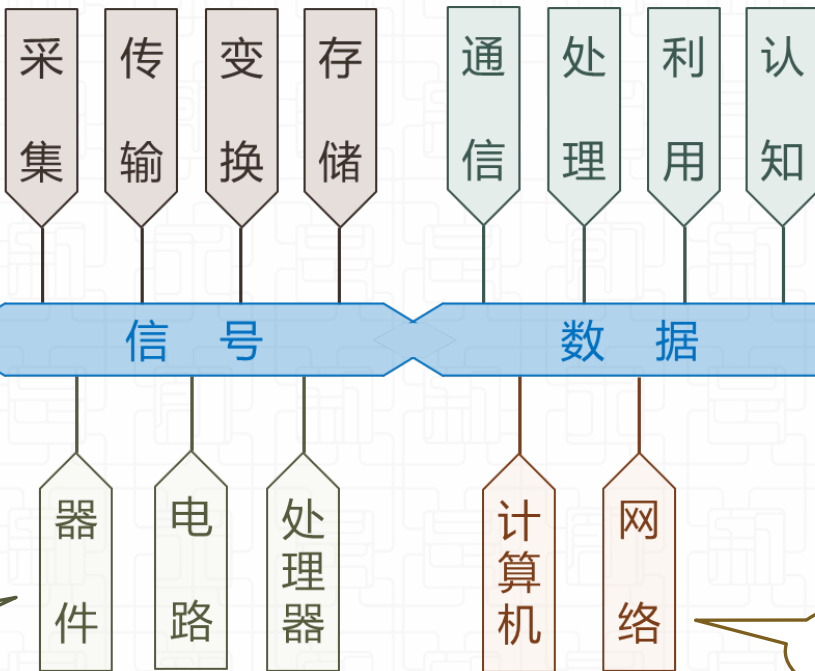 采集
传输
变换
存储
通信
处理
利用
认知
信号
数据
器件
电路
处理器
计算机
网络